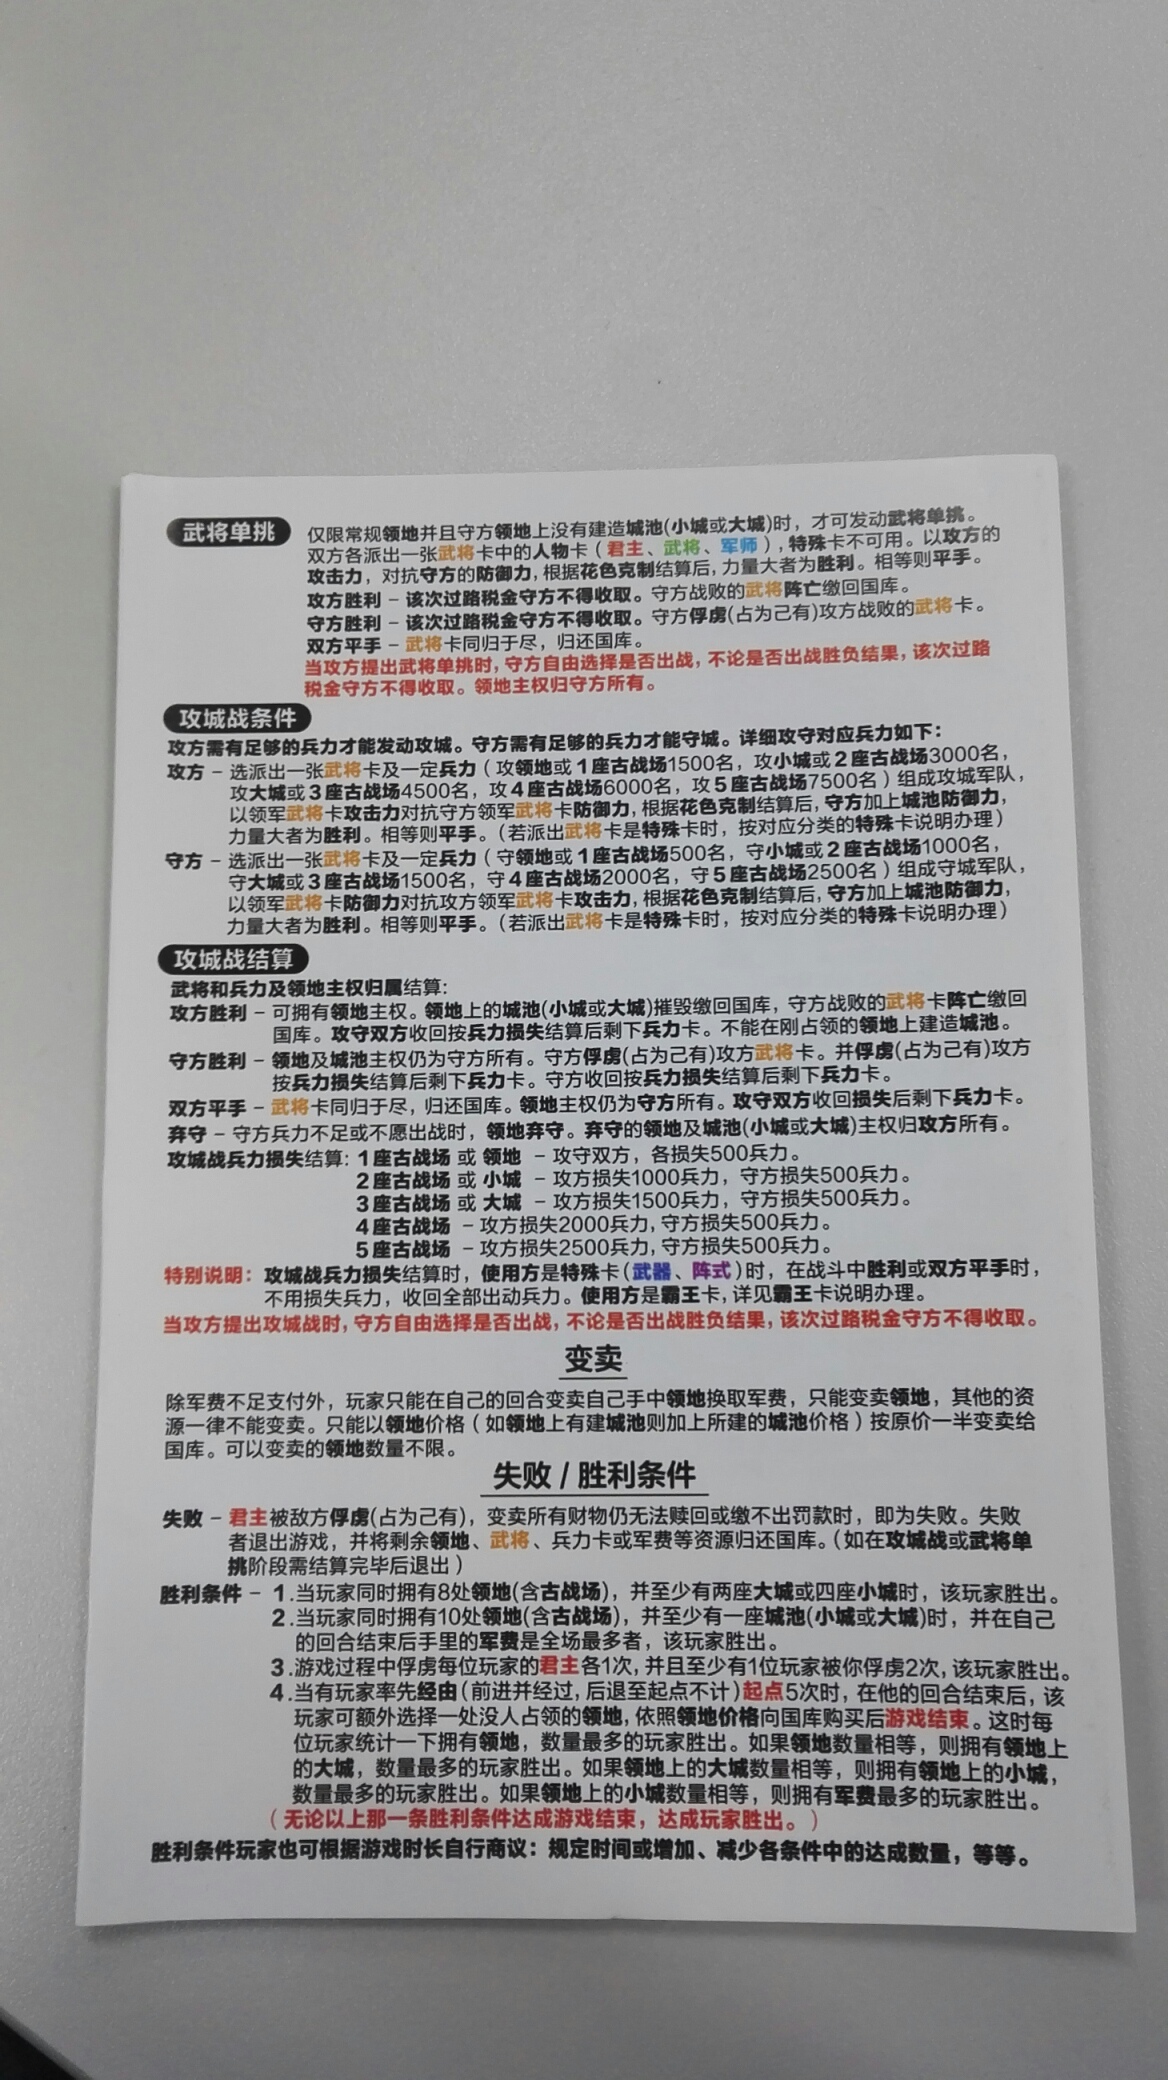 武将单挑 仅限常规领地并且守方领地上没有建造城池(小城或大城)时，才可发动武将单挑。
双方各派出一张武将卡中的人物卡（君主、武将、军师），特殊卡不可用。以攻方的
攻击力，对抗守方的防御力，根据花色克制结算后，力量大者为胜利。相等则平手。
攻方胜利 – 该次过路税金守方不得收取。守方战败的武将阵亡缴回国库。
守方胜利 – 该次过路税金守方不得收取。守方俘虏(占为己有)攻方战败的武将卡。
双方平手 – 武将卡同归于尽，归还国库。
当攻方提出武将单挑时，守方自由选择是否出战，不论是否出战胜负结果，该次过路
税金守方不得收取。领地主权归守方所有。
攻城战条件
攻方需有足够的兵力才能发动攻城。守方需有足够的兵力才能守城。详细攻守对应兵力如下：
攻方 – 选派出一张武将卡及一定兵力（攻领地或1座古战场1500名，攻小城或2座古战场3000名，
攻大城或3座古战场4500名，攻4座古战场6000名，攻5座古战场7500名）组成攻城军队，
以领军武将卡攻击力对抗守方领军武将卡防御力，根据花色克制结算后，守方加上城池防御力，
力量大者为胜利。相等则平手。（若派出武将卡是特殊卡时，按对应分类的特殊卡说明办理）
守方 – 选派出一张武将卡及一定兵力（守领地或1座古战场500名，守小城或2座古战场1000名，
守大城或3座古战场1500名，守4座古战场2000名，守5座古战场2500名）组成守城军队，
以领军武将卡防御力对抗攻方领军武将卡攻击力，根据花色克制结算后，守方加上城池防御力，
力量大者为胜利。相等则平手。（若派出武将卡是特殊卡时，按对应分类的特殊卡说明办理）
攻城战结算
武将和兵力及领地主权归属结算：
攻方胜利 – 可拥有领地主权。领地上的城池(小城或大城)摧毁缴回国库，守方战败的武将卡阵亡缴回
国库。攻守双方收回按兵力损失结算后剩下兵力卡。不能在刚占领的领地上建造城池。
守方胜利 – 领地及城池主权仍为守方所有。守方俘虏(占为己有)攻方武将卡。并俘虏(占为己有)攻方
按兵力损失结算后剩下兵力卡。守方收回按兵力损失结算后剩下兵力卡。
双方平手 – 武将卡同归于尽，归还国库。领地主权仍为守方所有。攻守双方收回损失后剩下兵力卡。
弃守 – 守方兵力不足或不愿出战时，领地弃守。弃守的领地及城池(小城或大城)主权归攻方所有。
攻城战兵力损失结算：1座古战场 或 领地 – 攻守双方，各损失500兵力。
2座古战场 或 小城 – 攻方损失1000兵力，守方损失500兵力。
3座古战场 或 大城 – 攻方损失1500兵力，守方损失500兵力。
4座古战场 – 攻方损失2000兵力，守方损失500兵力。
5座古战场 – 攻方损失2500兵力，守方损失500兵力。
特别说明：攻城战兵力损失结算时，使用方是特殊卡（武器、阵式）时，在战斗中胜利或双方平手时，
不用损失兵力，收回全部出动兵力。使用方是霸王卡，详见霸王卡说明办理。
当攻方提出攻城战时，守方自由选择是否出战，不论是否出战胜负结果，该次过路税金守方不得收取。
变卖
除军费不足支付外，玩家只能在自己的回合变卖自己手中领地换取军费，只能变卖领地，其他的资
源一律不能变卖。只能以领地价格（如领地上有建城池则加上所建的城池价格）按原价一半变卖给
国库。可以变卖的领地数量不限。
失败 / 胜利条件
失败 – 君主被敌方俘虏(占为己有)，变卖所有财物仍无法赎回或缴不出罚款时，即为失败。失败
者退出游戏，并将剩余领地、武将、兵力卡或军费等资源归还国库。（如在攻城战或武将单
挑阶段需结算完毕后退出）
胜利条件 – 1.当玩家同时拥有8处领地(含古战场)，并至少有两座大城或四座小城时，该玩家胜出。
2.当玩家同时拥有10处领地(含古战场)，并至少有一座城池(小城或大城)时，并在自己
的回合结束后手里的军费是全场最多者，该玩家胜出。
3.游戏过程中俘虏每位玩家的君主各1次，并且至少有1位玩家被你俘虏2次，该玩家胜出。
4.当有玩家率先经由（前进并经过，后退至起点不计）起点5次时，在他的回合结束后，该
玩家可额外选择一处没人占领的领地，依照领地价格向国库购买后游戏结束。这时每
位玩家统计一下拥有领地，数量最多的玩家胜出。如果领地数量相等，则拥有领地上
的大城，数量最多的玩家胜出。如果领地上的大城数量相等，则拥有领地上的小城，
数量最多的玩家胜出。如果领地上的小城数量相等，则拥有军费最多的玩家胜出。
（无论以上那一条胜利条件达成游戏结束，达成玩家胜出。）
胜利条件玩家也可根据游戏时长自行商议：规定时间或增加、减少各条件中的达成数量，等等。